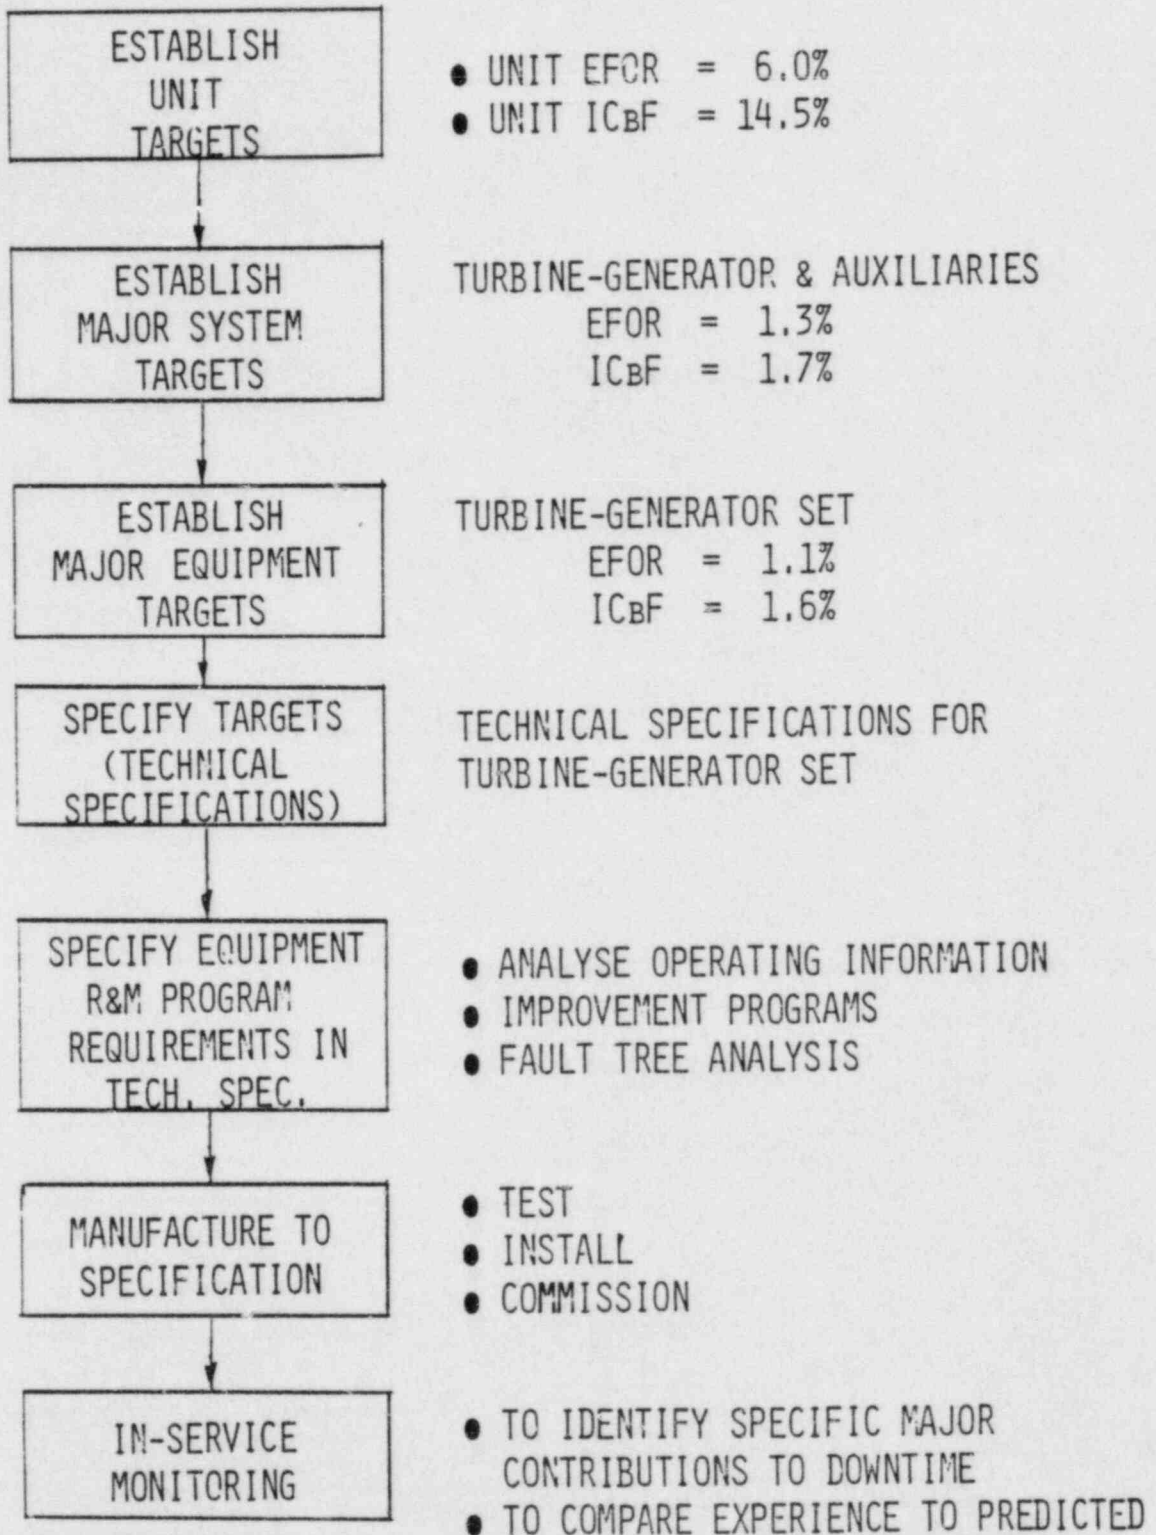 ESTABLISH
UNIT
TARGETS
● UNIT EFOR = 6.0%
● UNIT ICBF = 14.5%
ESTABLISH
MAJOR SYSTEM
TARGETS
TURBINE-GENERATOR & AUXILIARIES
EFOR = 1.3%
ICBF = 1.7%
ESTABLISH
MAJOR EQUIPMENT
TARGETS
TURBINE-GENERATOR SET
EFOR = 1.1%
ICBF = 1.6%
SPECIFY TARGETS
(TECHNICAL
SPECIFICATIONS)
TECHNICAL SPECIFICATIONS FOR
TURBINE-GENERATOR SET
SPECIFY EQUIPMENT
R&M PROGRAM
REQUIREMENTS IN
TECH. SPEC.
● ANALYSE OPERATING INFORMATION
● IMPROVEMENT PROGRAMS
● FAULT TREE ANALYSIS
MANUFACTURE TO
SPECIFICATION
● TEST
● INSTALL
● COMMISSION
IN-SERVICE
MONITORING
● TO IDENTIFY SPECIFIC MAJOR
CONTRIBUTIONS TO DOWNTIME
● TO COMPARE EXPERIENCE TO PREDICTED